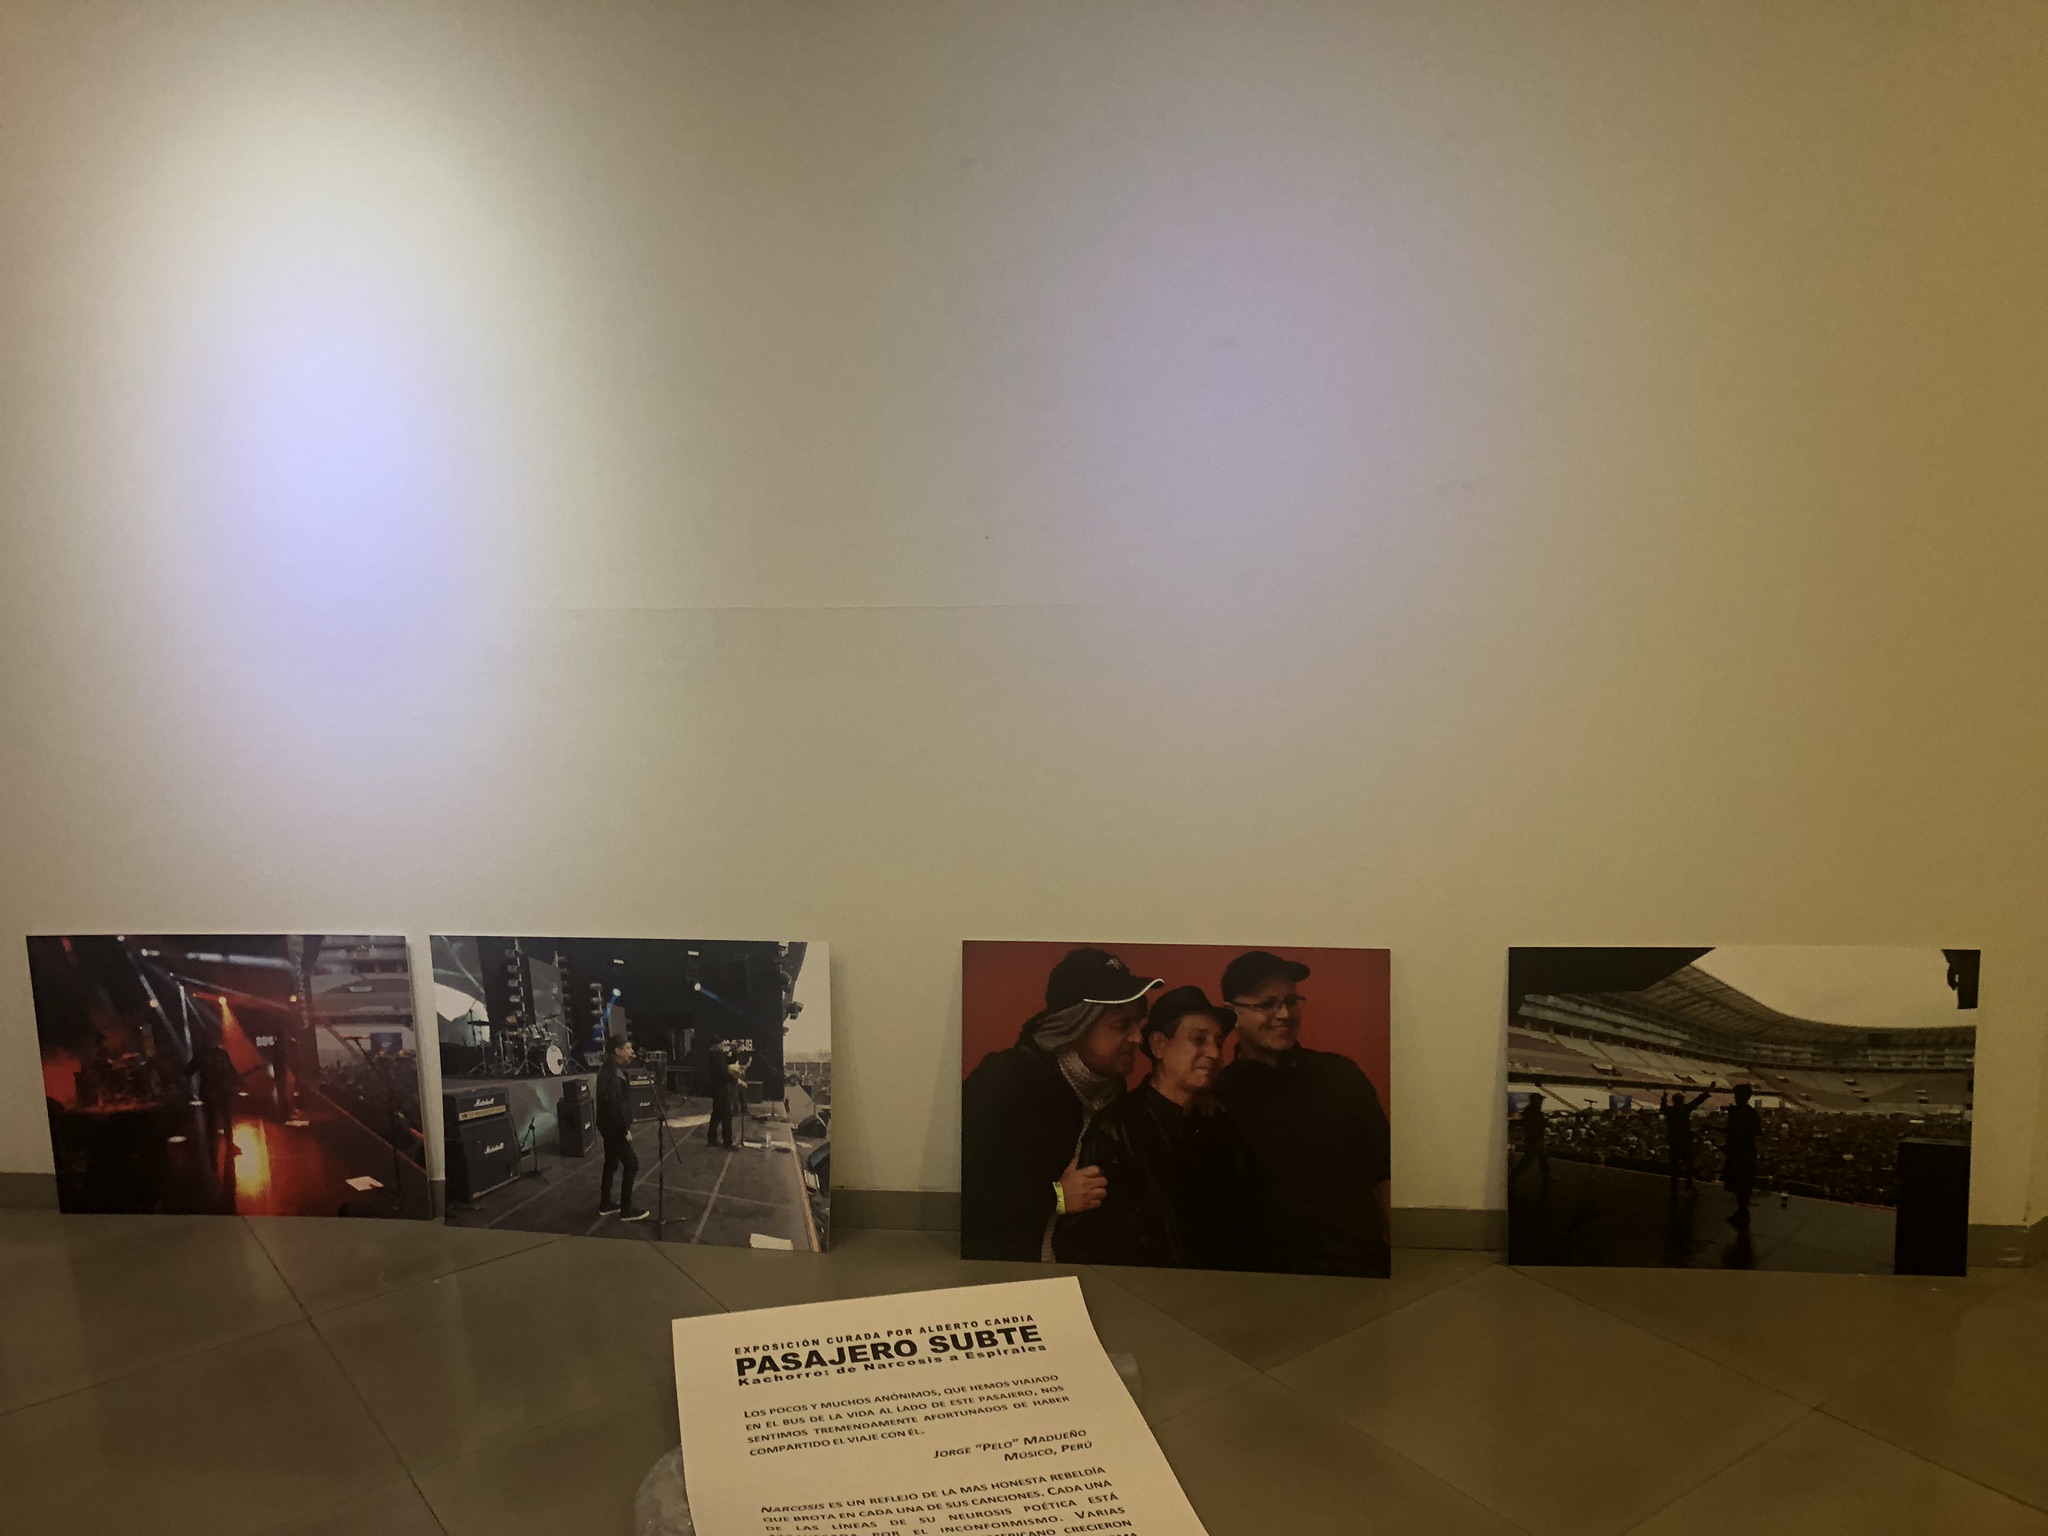 Marshall
Marshall
EXPOSICIÓN CURADA POR ALBERTO CANDIA
PASAJERO SUBTE
Kachorro: de Narcosis a Espirales
LOS POCOS Y MUCHOS ANÓNIMOS, QUE HEMOS VIAJADO
EN EL BUS DE LA VIDA AL LADO DE ESTE PASAJERO, NOS
SENTIMOS TREMENDAMENTE AFORTUNADOS DE HABER
COMPARTIDO EL VIAJE CON ÉL.
JORGE "PELO" MADUEÑO
MÚSICO, PERÚ
NARCOSIS ES UN REFLEJO DE LA MAS HONESTA REBELDÍA
QUE BROTA EN CADA UNA DE SUS CANCIONES. CADA UNA
DE LAS LÍNEAS DE SU NEUROSIS POÉTICA ESTÁ
POR EL INCONFORMISMO. VARIAS
CRECIERON